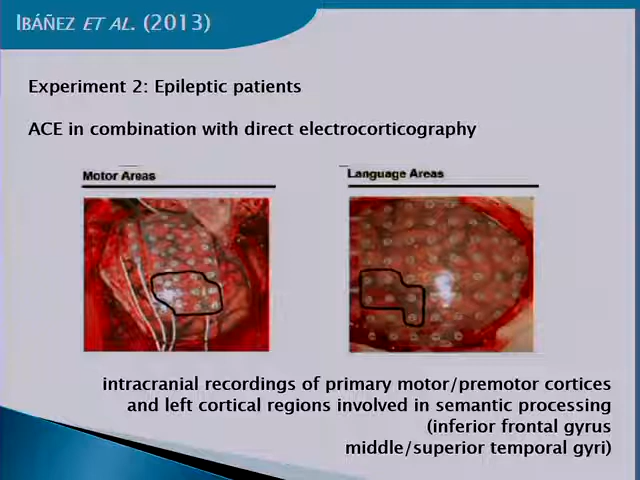 IBÁÑEZ ET AL. (2013)
Experiment 2: Epileptic patients
ACE in combination with direct electrocorticography
Motor Areas
Language Areas
intracranial recordings of primary motor/premotor cortices
and left cortical regions involved in semantic processing
(inferior frontal gyrus
middle/superior temporal gyri)